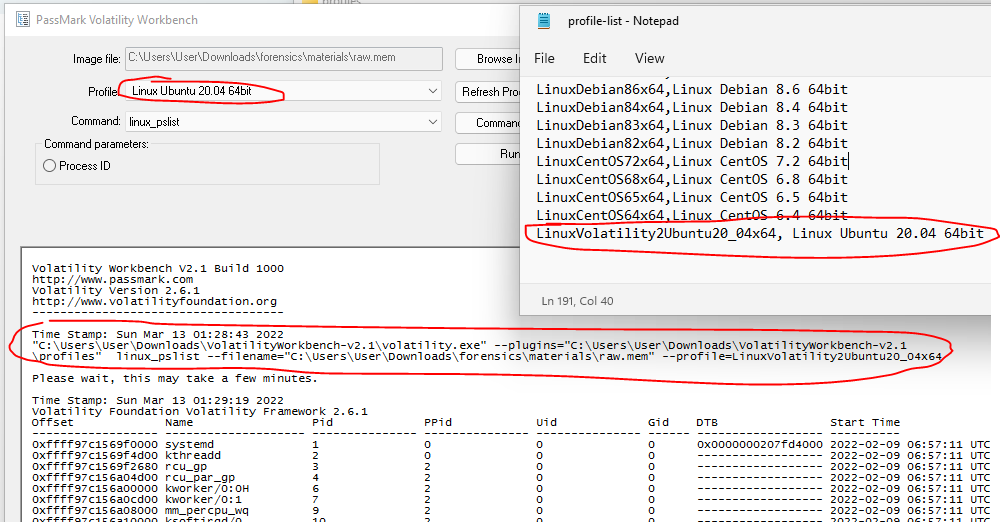 profiles
PassMark Volatility Workbench
Image file: C:\Users\User\Downloads\forensics\materials\raw.mem
Browse In
Profile Linux Ubuntu 20.04 64bit
Refresh Proc
Command: linux_pslist
Command
Command parameters:
Process ID
Run
profile-list - Notepad
File Edit View
LinuxDebian86x64,Linux Debian 8.6 64bit
LinuxDebian84x64,Linux Debian 8.4 64bit
LinuxDebian83x64,Linux Debian 8.3 64bit
LinuxDebian82x64,Linux Debian 8.2 64bit
LinuxCentOS72x64,Linux CentOS 7.2 64bit
LinuxCentOS68x64,Linux CentOS 6.8 64bit
LinuxCentOS65x64,Linux CentOS 6.5 64bit
LinuxCentOS64x64,Linux CentOS 6.4 64bit
LinuxVolatility2Ubuntu20_04x64, Linux Ubuntu 20.04 64bit
Ln 191, Col 40
Volatility Workbench V2.1 Build 1000
http://www.passmark.com
Volatility Version 2.6.1
http://www.volatilityfoundation.org
--------------------------------
Time Stamp: Sun Mar 13 01:28:43 2022
"C:\Users\User\Downloads\VolatilityWorkbench-v2.1\volatility.exe" --plugins="C:\Users\User\Downloads\VolatilityWorkbench-v2.1
\profiles" linux_pslist --filename="C:\Users\User\Downloads\forensics\materials\raw.mem" --profile=LinuxVolatility2Ubuntu20_04x64
Please wait, this may take a few minutes.
Time Stamp: Sun Mar 13 01:29:19 2022
Volatility Foundation Volatility Framework 2.6.1
Offset Name Pid PPid Uid Gid DTB Start Time
0xffff97c1569f0000 systemd 1 0 0 0 0x0000000207fd4000 2022-02-09 06:57:11 UTC
0xffff97c1569f4d00 kthreadd 2 0 0 0 ------------------ 2022-02-09 06:57:11 UTC
0xffff97c1569f2680 rcu_gp 3 2 0 0 ------------------ 2022-02-09 06:57:11 UTC
0xffff97c156a04d00 rcu_par_gp 4 2 0 0 ------------------ 2022-02-09 06:57:11 UTC
0xffff97c156a00000 kworker/0:0H 6 2 0 0 ------------------ 2022-02-09 06:57:11 UTC
0xffff97c156a0cd00 kworker/0:1 7 2 0 0 ------------------ 2022-02-09 06:57:11 UTC
0xffff97c156a08000 mm_percpu_wq 9 2 0 0 ------------------ 2022-02-09 06:57:11 UTC
0xffff97c156a10000 ksoftirqd/0 10 2 0 0 ------------------ 2022-02-09 06:57:11 UTC